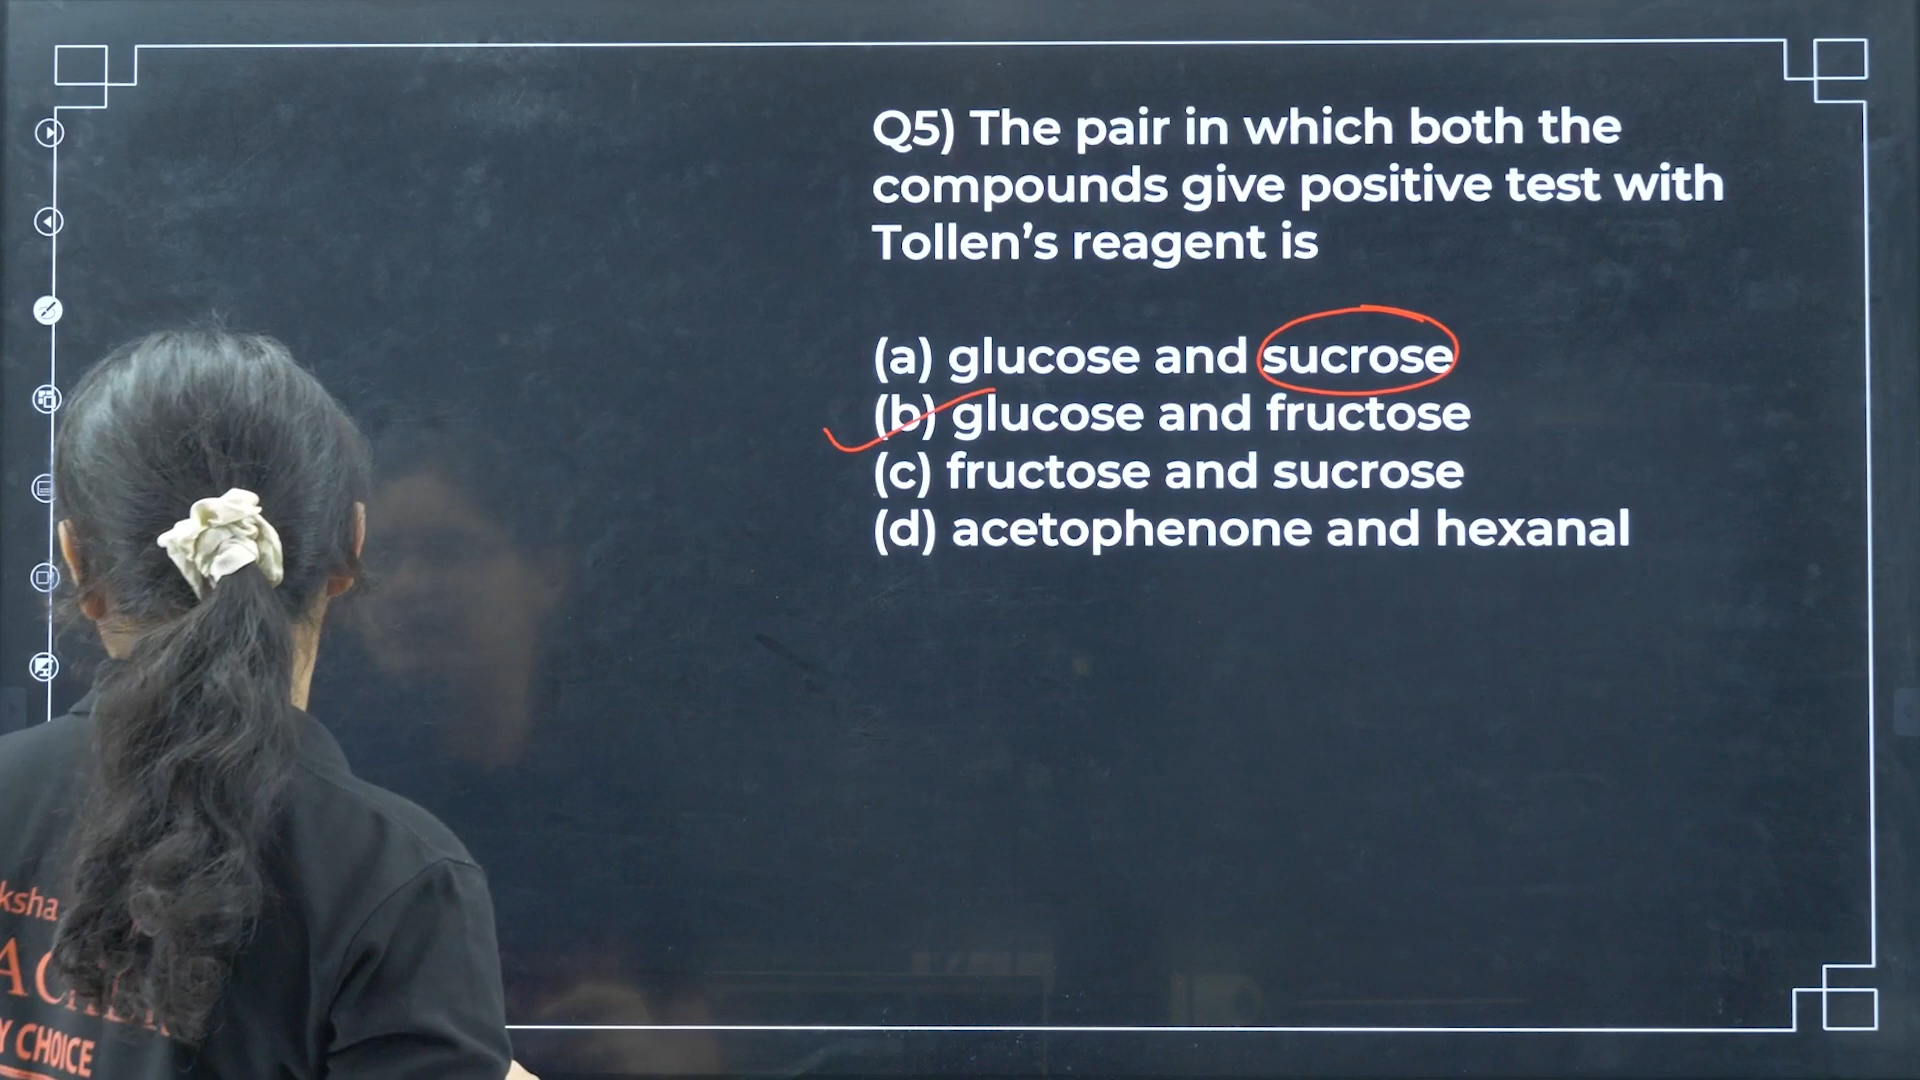 Q5) The pair in which both the
compounds give positive test with
Tollen’s reagent is
(a) glucose and sucrose
(b) glucose and fructose
(c) fructose and sucrose
(d) acetophenone and hexanal
ksha
Y CHOICE